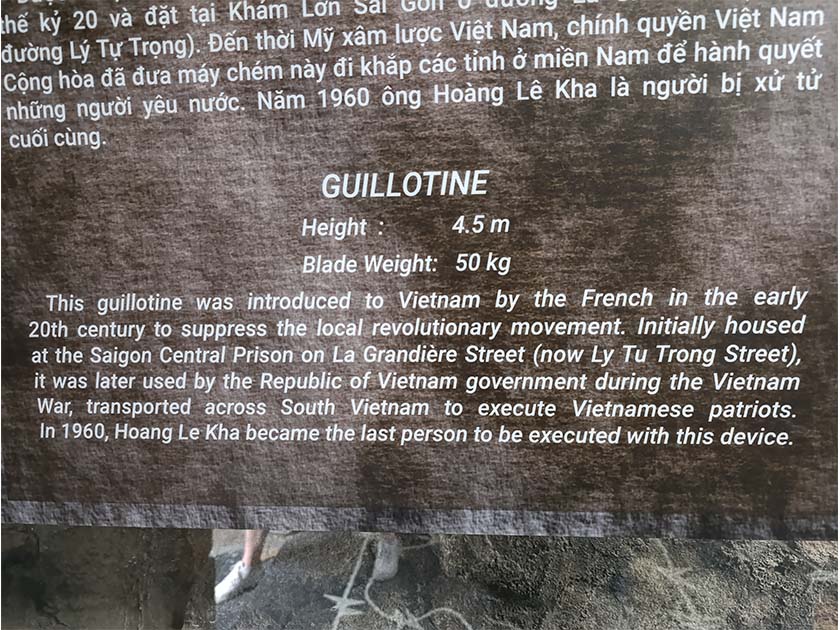 thế kỷ 20 và đặt tại Khám Lớn Sài Gòn ở đường
đường Lý Tự Trọng). Đến thời Mỹ xâm lược Việt Nam, chính quyền Việt Nam
Cộng hòa đã đưa máy chém này đi khắp các tỉnh ở miền Nam để hành quyết
những người yêu nước. Năm 1960 ông Hoàng Lê Kha là người bị xử tử
cuối cùng.
GUILLOTINE
Height : 4.5 m
Blade Weight: 50 kg
This guillotine was introduced to Vietnam by the French in the early
20th century to suppress the local revolutionary movement. Initially housed
at the Saigon Central Prison on La Grandière Street (now Ly Tu Trong Street),
it was later used by the Republic of Vietnam government during the Vietnam
War, transported across South Vietnam to execute Vietnamese patriots.
In 1960, Hoang Le Kha became the last person to be executed with this device.